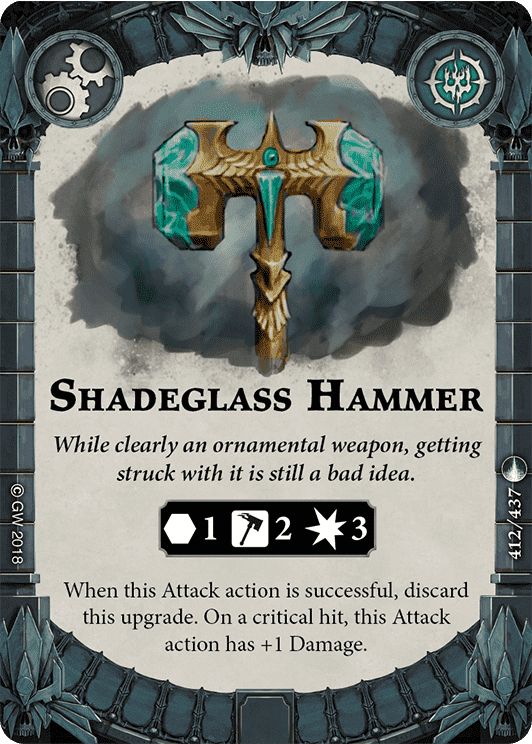 SHADEGLASS HAMMER
While clearly an ornamental weapon, getting
struck with it is still a bad idea.
1 2 3
When this Attack action is successful, discard
this upgrade. On a critical hit, this Attack
action has +1 Damage.
© GW 2018
412/437